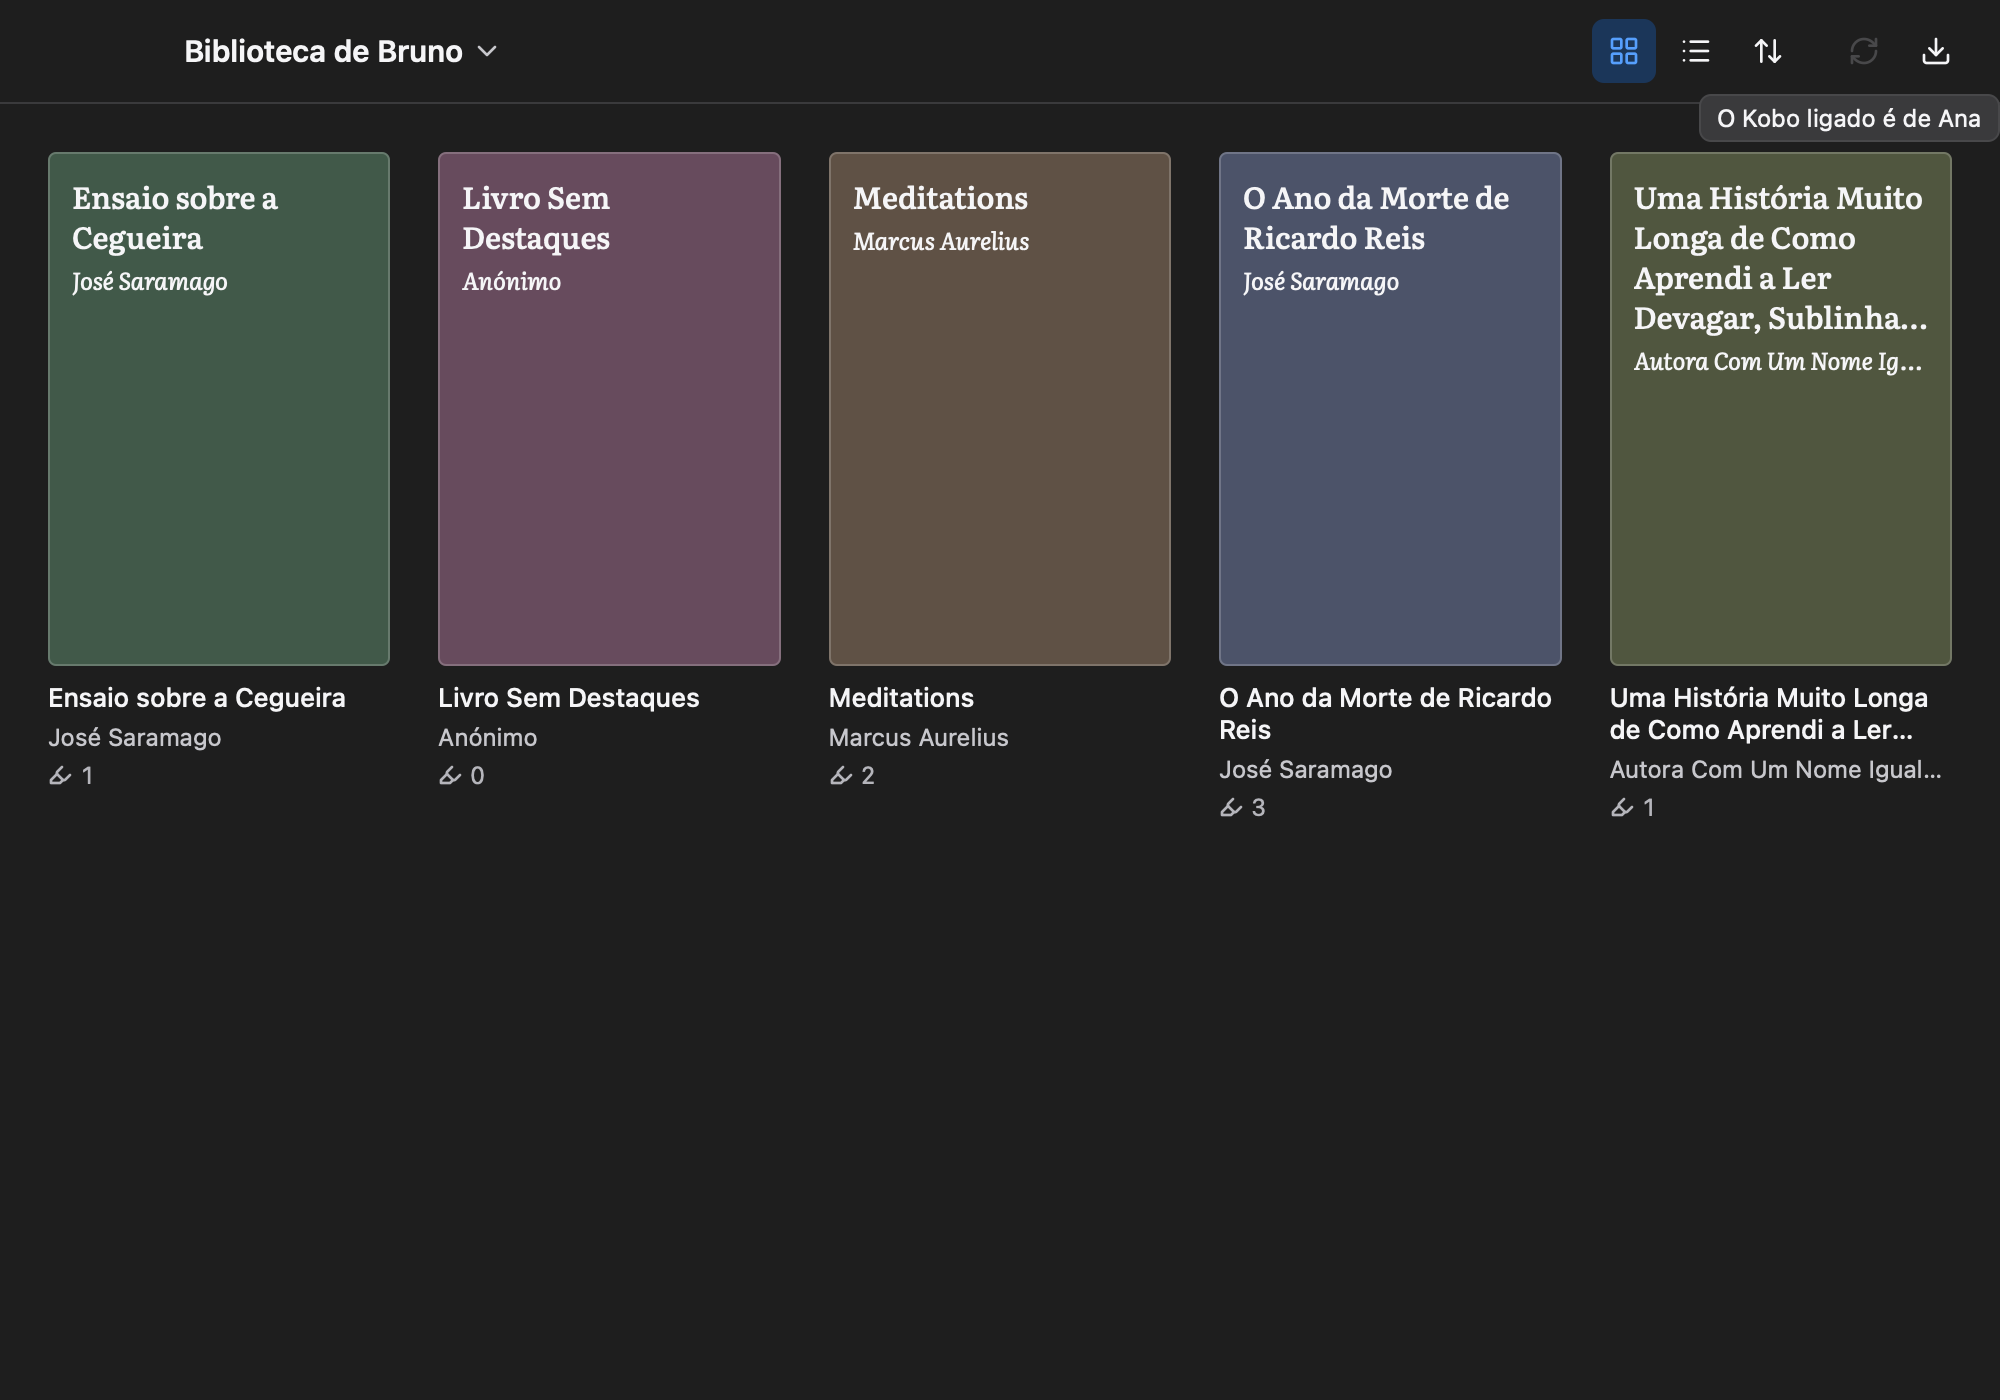 Biblioteca de Bruno
O Kobo ligado é de Ana
Ensaio sobre a
Cegueira
José Saramago
Livro Sem
Destaques
Anónimo
Meditations
Marcus Aurelius
O Ano da Morte de
Ricardo Reis
José Saramago
Uma História Muito
Longa de Como
Aprendi a Ler
Devagar, Sublinha...
Autora Com Um Nome Ig...
Ensaio sobre a Cegueira
José Saramago
1
Livro Sem Destaques
Anónimo
0
Meditations
Marcus Aurelius
2
O Ano da Morte de Ricardo
Reis
José Saramago
3
Uma História Muito Longa
de Como Aprendi a Ler...
Autora Com Um Nome Igual...
1